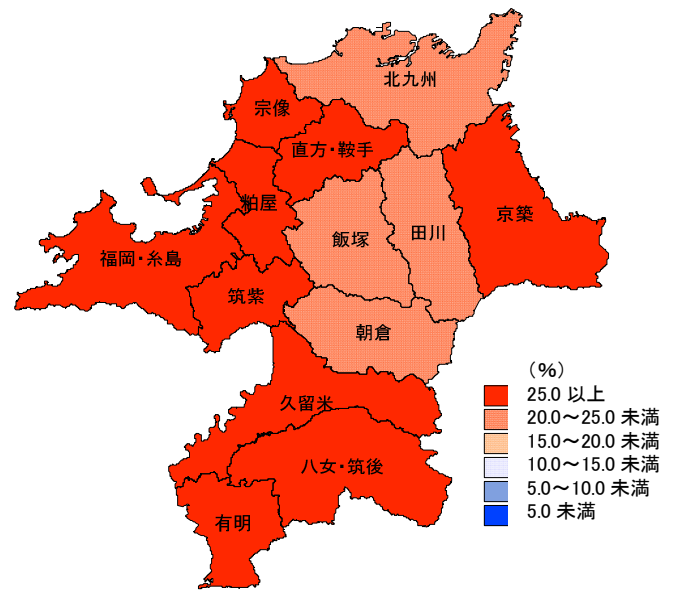 北九州
宗像
直方・鞍手
粕屋
京築
飯塚
田川
福岡・糸島
筑紫
朝倉
久留米
八女・筑後
有明
（％）
25.0 以上
20.0～25.0 未満
15.0～20.0 未満
10.0～15.0 未満
5.0～10.0 未満
5.0 未満